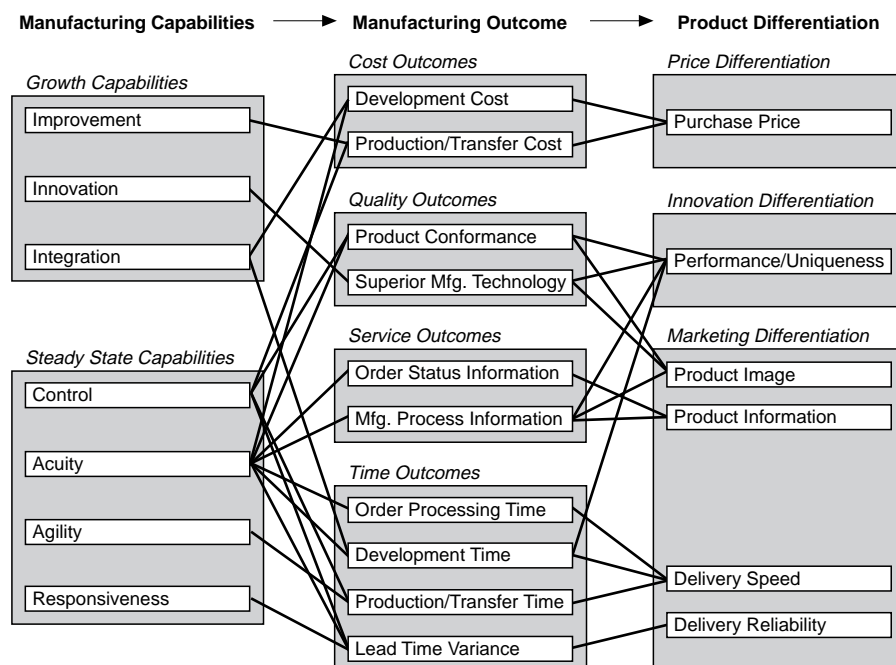 Manufacturing Capabilities
Manufacturing Outcome
Product Differentiation
Growth Capabilities
Improvement
Innovation
Integration
Steady State Capabilities
Control
Acuity
Agility
Responsiveness
Cost Outcomes
Development Cost
Production/Transfer Cost
Quality Outcomes
Product Conformance
Superior Mfg. Technology
Service Outcomes
Order Status Information
Mfg. Process Information
Time Outcomes
Order Processing Time
Development Time
Production/Transfer Time
Lead Time Variance
Price Differentiation
Purchase Price
Innovation Differentiation
Performance/Uniqueness
Marketing Differentiation
Product Image
Product Information
Delivery Speed
Delivery Reliability